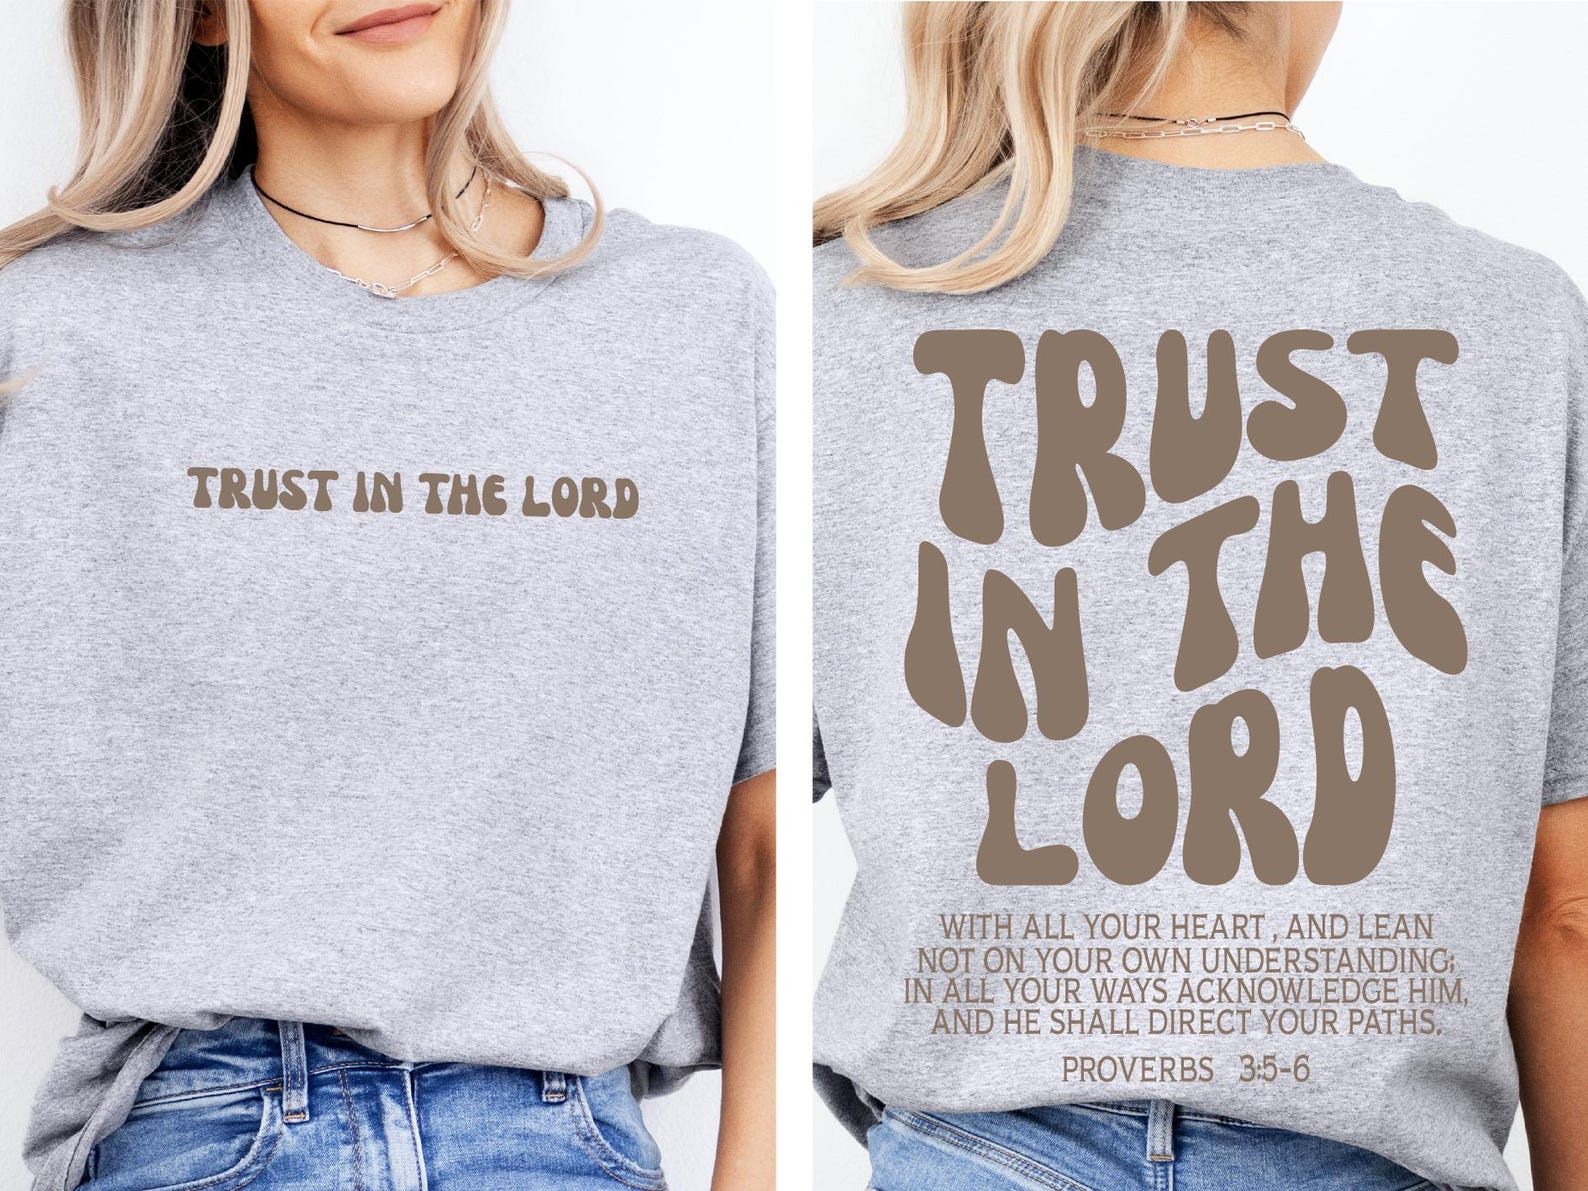 TRUST IN THE LORD
TRUST
IN THE
LORD
WITH ALL YOUR HEART , AND LEAN
NOT ON YOUR OWN UNDERSTANDING;
IN ALL YOUR WAYS ACKNOWLEDGE HIM,
AND HE SHALL DIRECT YOUR PATHS.
PROVERBS 3:5-6